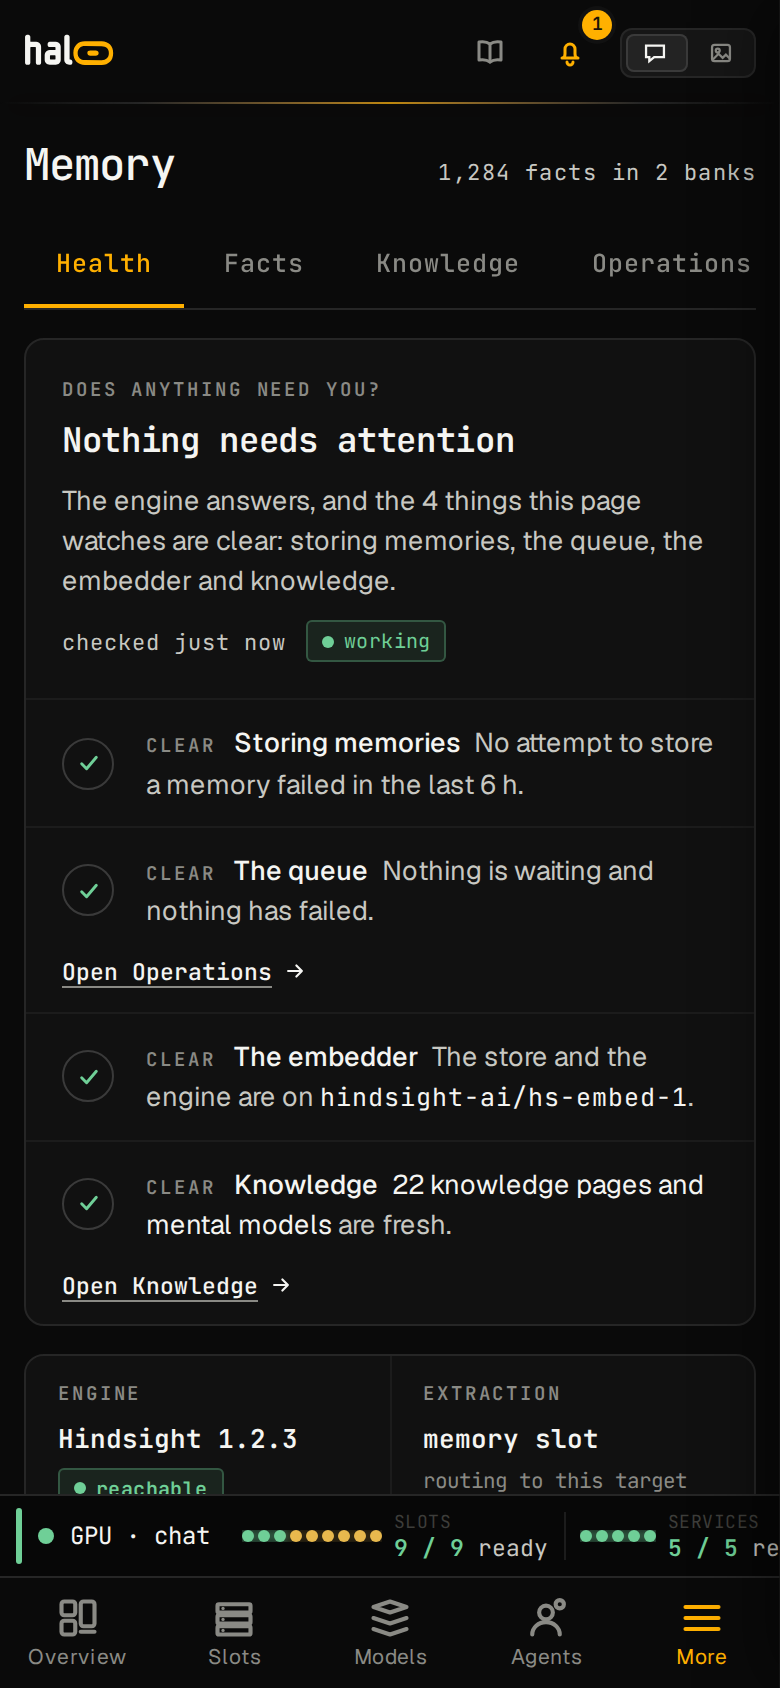 halo
1
Memory
1,284 facts in 2 banks
Health
Facts
Knowledge
Operations
DOES ANYTHING NEED YOU?
Nothing needs attention
The engine answers, and the 4 things this page
watches are clear: storing memories, the queue, the
embedder and knowledge.
checked just now
working
CLEAR Storing memories No attempt to store
a memory failed in the last 6 h.
CLEAR The queue Nothing is waiting and
nothing has failed.
Open Operations →
CLEAR The embedder The store and the
engine are on hindsight-ai/hs-embed-1.
CLEAR Knowledge 22 knowledge pages and
mental models are fresh.
Open Knowledge →
ENGINE
Hindsight 1.2.3
reachable
EXTRACTION
memory slot
routing to this target
GPU · chat
SLOTS
9 / 9 ready
SERVICES
5 / 5 re
Overview
Slots
Models
Agents
More